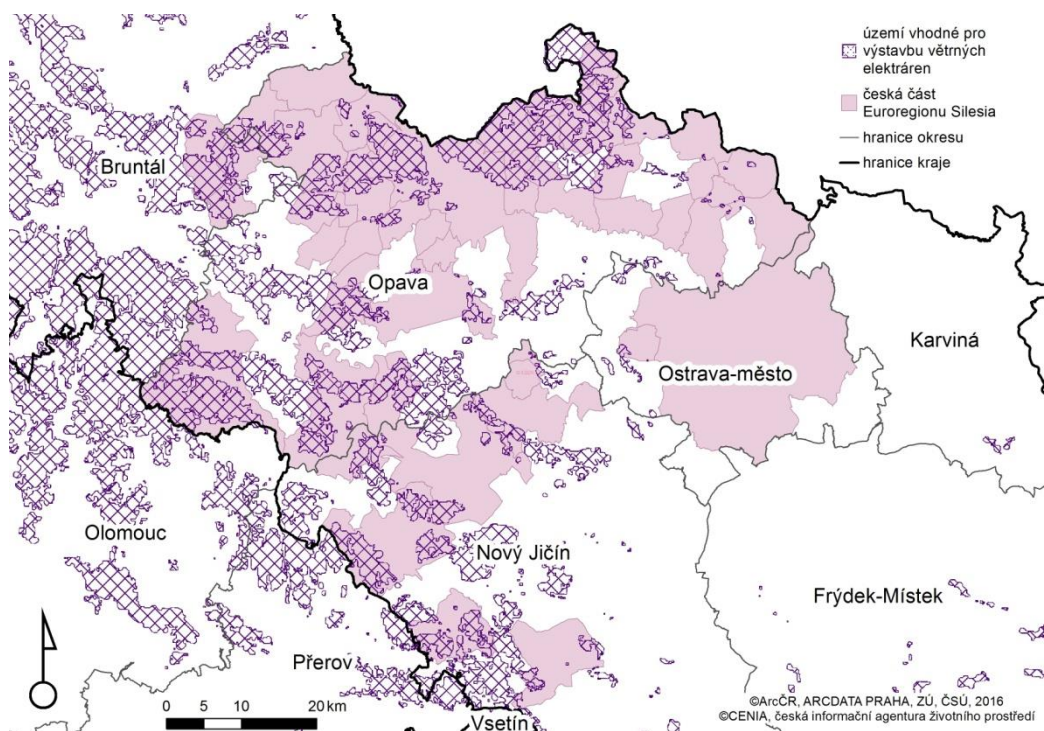 území vhodné pro
výstavbu větrných
elektráren
česká část
Euroregionu Silesia
hranice okresu
hranice kraje
Bruntál
Opava
Karviná
Ostrava-město
Olomouc
Nový Jičín
Frýdek-Místek
Přerov
Vsetín
0 5 10 20 km
©ArcČR, ARCDATA PRAHA, ZÚ, ČSÚ, 2016
©CENIA, česká informační agentura životního prostředí